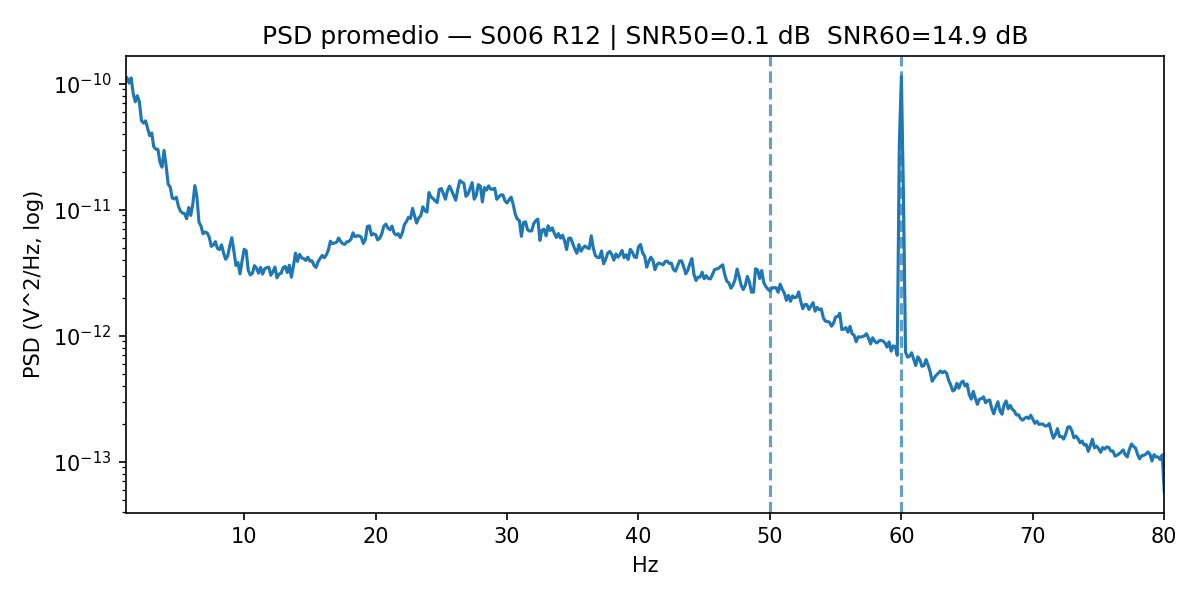 PSD promedio — S006 R12 | SNR50=0.1 dB  SNR60=14.9 dB
PSD (V^2/Hz, log)
10⁻¹⁰
10⁻¹¹
10⁻¹²
10⁻¹³
10 20 30 40 50 60 70 80
Hz